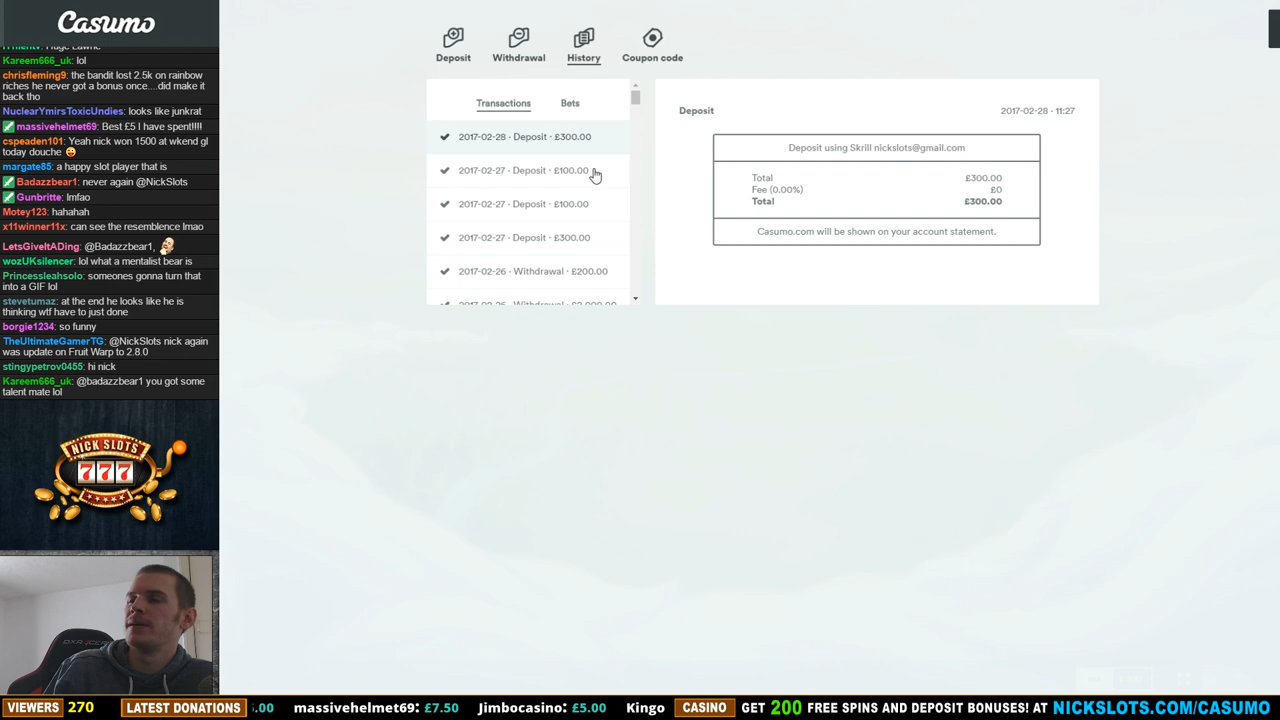 Casumo
Kareem666_uk: lol
chrisfleming9: the bandit lost 2.5k on rainbow
riches he never got a bonus once....did make it
back tho
NuclearYmirsToxicUndies: looks like junkrat
massivehelmet69: Best £5 I have spent!!!!
cspeaden101: Yeah nick won 1500 at wkend gl
today douche
margate85: a happy slot player that is
Badazzbear1: never again @NickSlots
Gunbritte: lmfao
Motey123: hahahah
x11winner11x: can see the resemblence lmao
LetsGiveItADing: @Badazzbear1,
wozUKsilencer: lol what a mentalist bear is
Princessleahsolo: someones gonna turn that
into a GIF lol
stevetumaz: at the end he looks like he is
thinking wtf have to just done
borgie1234: so funny
TheUltimateGamerTG: @NickSlots nick again
was update on Fruit Warp to 2.8.0
stingypetrov0455: hi nick
Kareem666_uk: @badazzbear1 you got some
talent mate lol
NICK SLOTS
777
Deposit Withdrawal History Coupon code
Transactions Bets
2017-02-28 - Deposit · £300.00
2017-02-27 - Deposit · £100.00
2017-02-27 - Deposit · £100.00
2017-02-27 - Deposit · £300.00
2017-02-26 - Withdrawal · £200.00
Deposit 2017-02-28 - 11:27
Deposit using Skrill nickslots@gmail.com
Total £300.00
Fee (0.00%) £0
Total £300.00
Casumo.com will be shown on your account statement.
VIEWERS 270 LATEST DONATIONS .00 massivehelmet69: £7.50 Jimbocasino: £5.00 Kingo CASINO GET 200 FREE SPINS AND DEPOSIT BONUSES! AT NICKSLOTS.COM/CASUMO